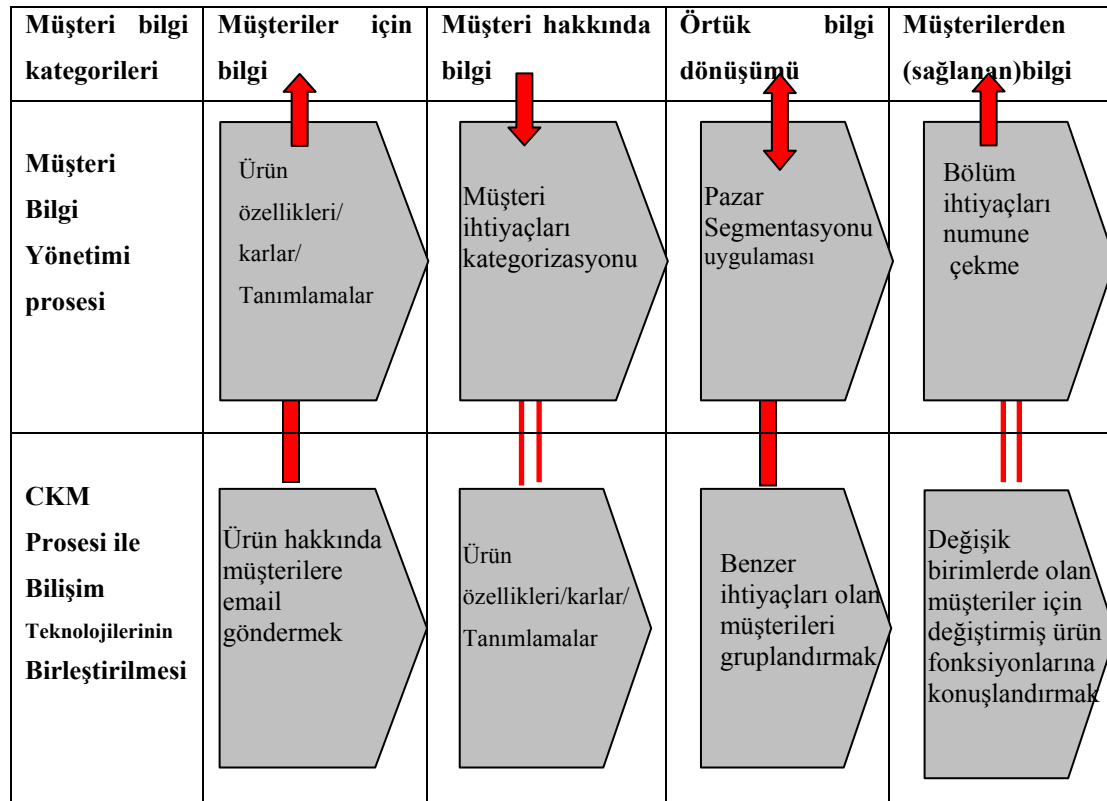 Müşteri bilgi
kategorileri
Müşteriler için
bilgi
Müşteri hakkında
bilgi
Örtük bilgi
dönüşümü
Müşterilerden
(sağlanan)bilgi
Müşteri
Bilgi
Yönetimi
prosesi
Ürün
özellikleri/
karlar/
Tanımlamalar
Müşteri
ihtiyaçları
kategorizasyonu
Pazar
Segmentasyonu
uygulaması
Bölüm
ihtiyaçları
numune
çekme
CKM
Prosesi ile
Bilişim
Teknolojilerinin
Birleştirilmesi
Ürün hakkında
müşterilere
email
göndermek
Ürün
özellikleri/karlar/
Tanımlamalar
Benzer
ihtiyaçları olan
müşterileri
gruplandırmak
Değişik
birimlerde olan
müşteriler için
değiştirmiş ürün
fonksiyonlarına
konuşlandırmak